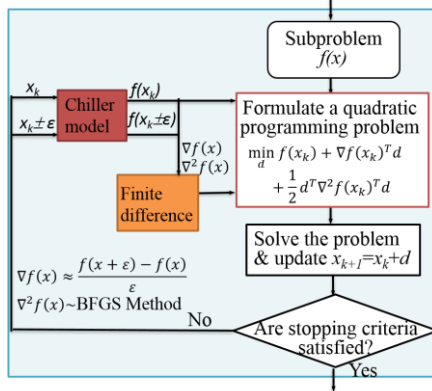 Subproblem
f(x)
x_k
Chiller
model
f(x_k)
x_k ± ε
f(x_k±ε)
Formulate a quadratic
programming problem
min_d f(x_k) + ∇f(x_k)^T d
+ 1/2 d^T ∇²f(x_k)^T d
∇f(x)
∇²f(x)
Finite
difference
Solve the problem
& update x_{k+1}=x_k+d
∇f(x) ≈ (f(x + ε) − f(x))/ε
∇²f(x)~BFGS Method
No
Are stopping criteria
satisfied?
Yes